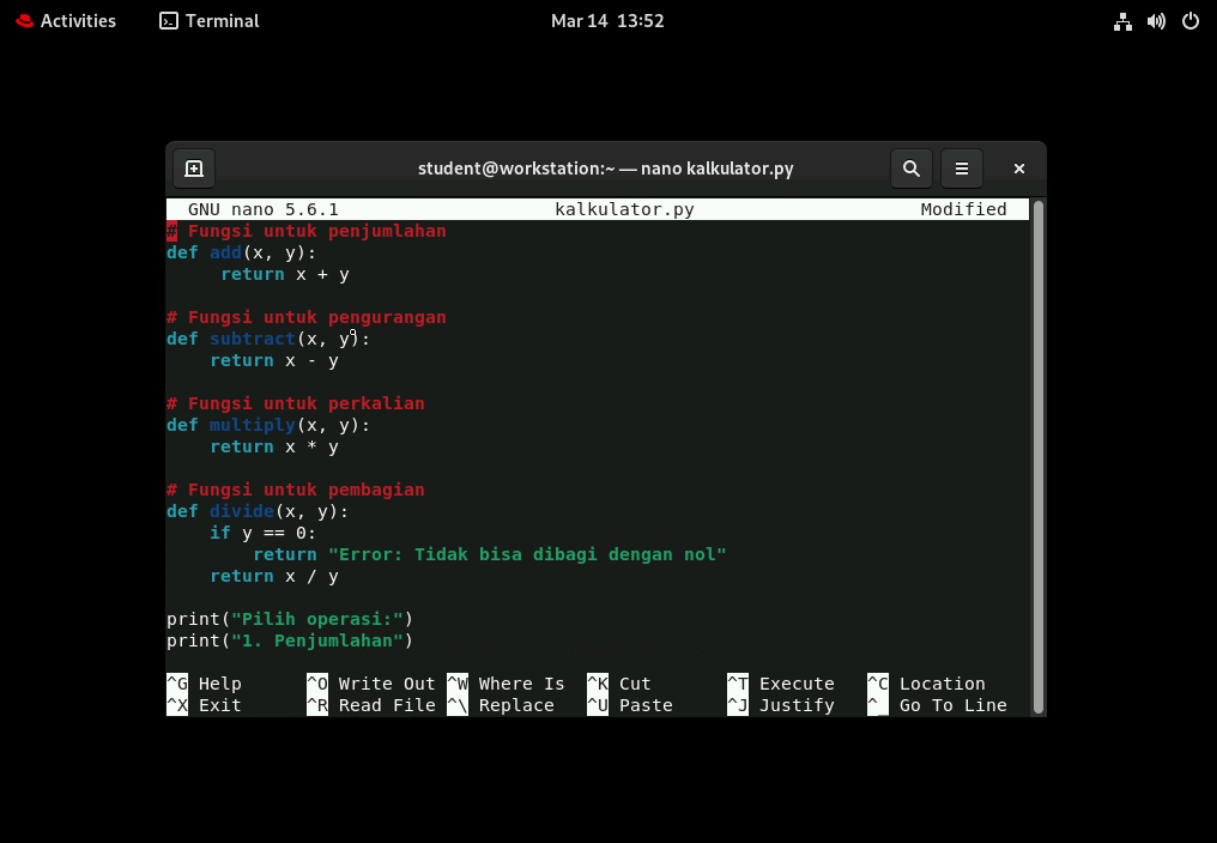 Activities Terminal Mar 14 13:52
student@workstation:~ — nano kalkulator.py
GNU nano 5.6.1 kalkulator.py Modified
# Fungsi untuk penjumlahan
def add(x, y):
     return x + y
# Fungsi untuk pengurangan
def subtract(x, y):
    return x - y
# Fungsi untuk perkalian
def multiply(x, y):
    return x * y
# Fungsi untuk pembagian
def divide(x, y):
    if y == 0:
        return "Error: Tidak bisa dibagi dengan nol"
    return x / y
print("Pilih operasi:")
print("1. Penjumlahan")
^G Help ^O Write Out ^W Where Is ^K Cut ^T Execute ^C Location
^X Exit ^R Read File ^\ Replace ^U Paste ^J Justify ^_ Go To Line